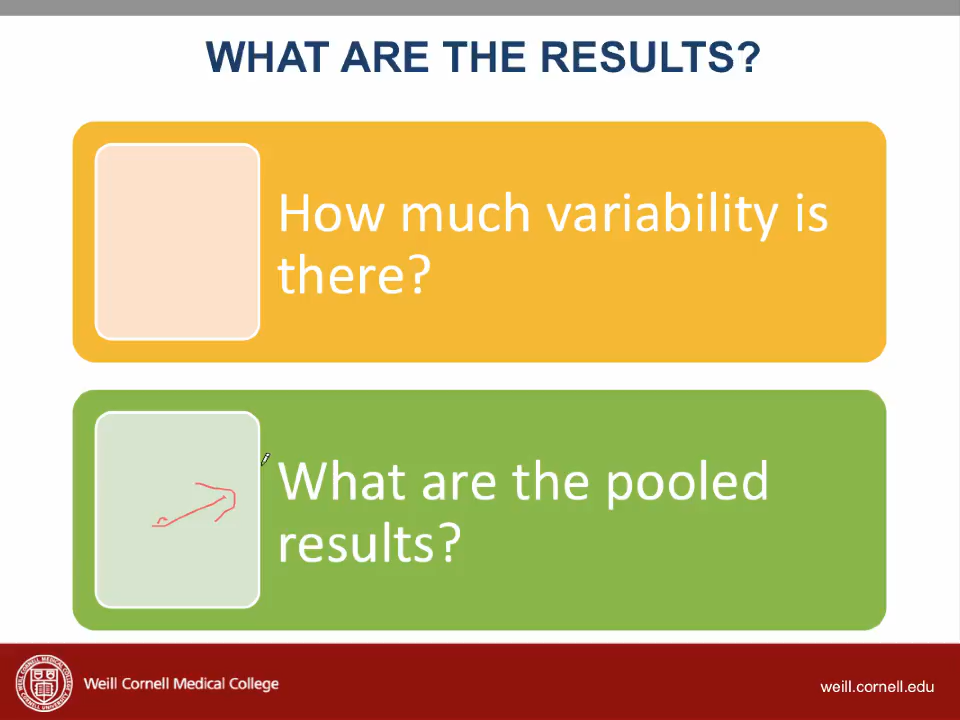 WHAT ARE THE RESULTS?
How much variability is
there?
What are the pooled
results?
Weill Cornell Medical College
weill.cornell.edu